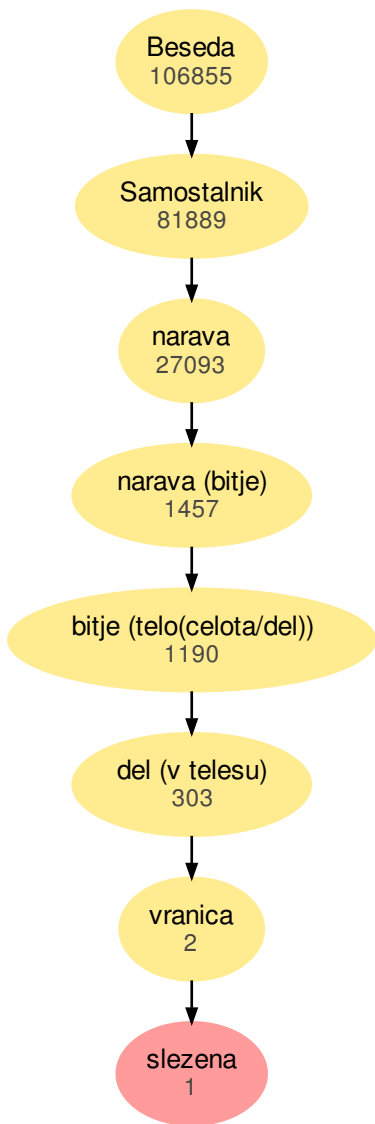 Beseda
106855
Samostalnik
81889
narava
27093
narava (bitje)
1457
bitje (telo(celota/del))
1190
del (v telesu)
303
vranica
2
slezena
1